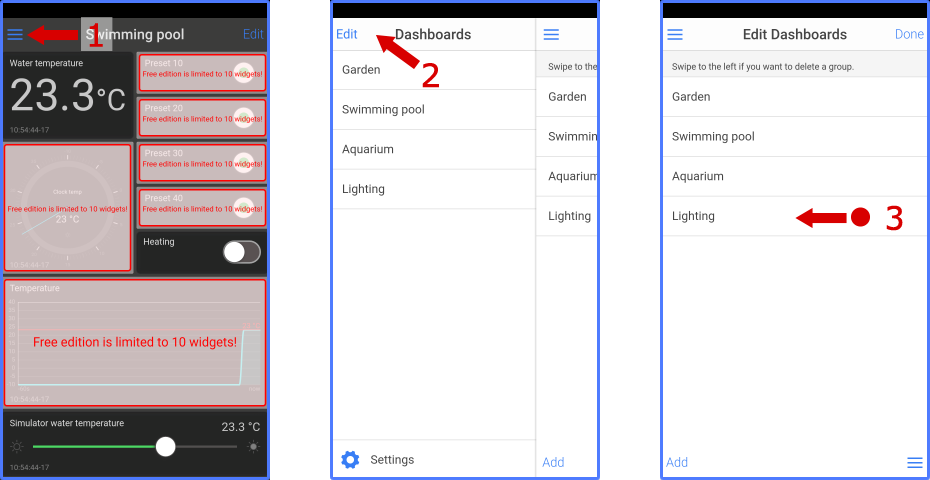 1
Swimming pool
Edit
Water temperature
23.3°C
10:54:44-17
Preset 10
Free edition is limited to 10 widgets!
Preset 20
Free edition is limited to 10 widgets!
Preset 30
Free edition is limited to 10 widgets!
Preset 40
Free edition is limited to 10 widgets!
Free edition is limited to 10 widgets!
23 °C
10:54:44-17
Heating
Temperature
Free edition is limited to 10 widgets!
10:54:44-17
Simulator water temperature
23.3 °C
10:54:44-17
Edit
Dashboards
2
Garden
Swimming pool
Aquarium
Lighting
Settings
Swipe to the
Garden
Swimmin
Aquarium
Lighting
Add
Edit Dashboards
Done
Swipe to the left if you want to delete a group.
Garden
Swimming pool
Aquarium
Lighting
3
Add